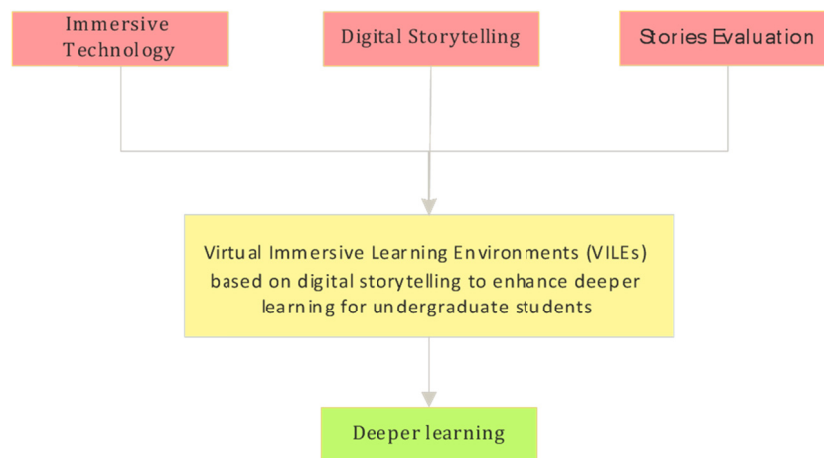 Immersive
Technology
Digital Storytelling
Stories Evaluation
Virtual Immersive Learning Environments (VILEs)
based on digital storytelling to enhance deeper
learning for undergraduate students
Deeper learning